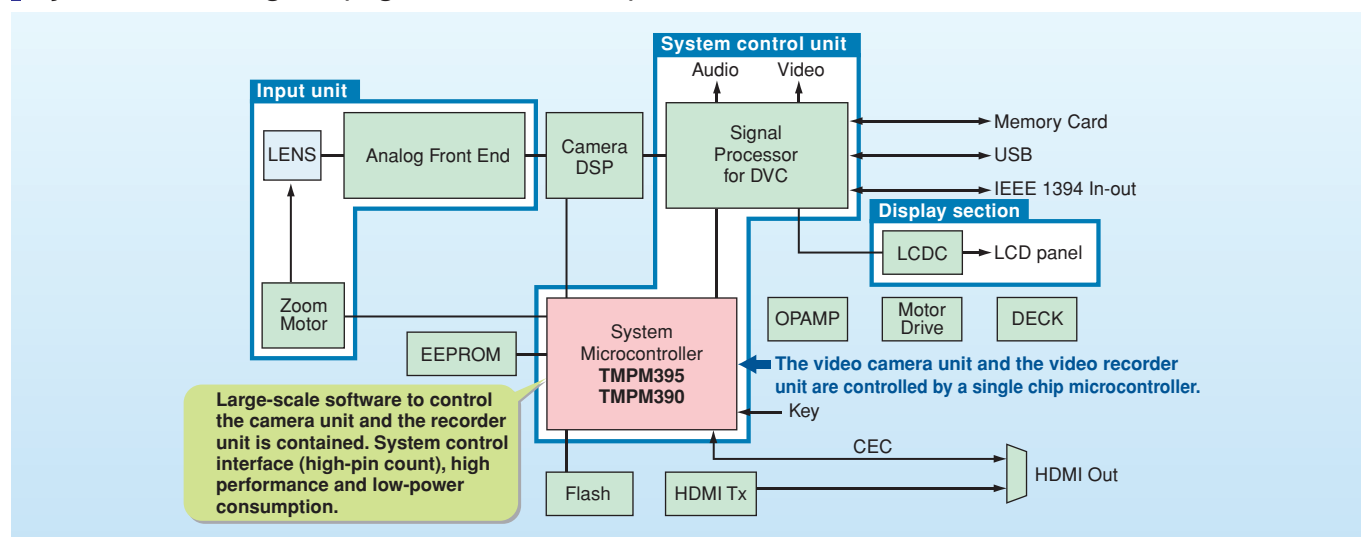 System control unit
Audio
Video
Input unit
LENS
Analog Front End
Camera
DSP
Signal
Processor
for DVC
Memory Card
USB
IEEE 1394 In-out
Display section
LCDC
LCD panel
Zoom
Motor
System
Microcontroller
TMPM395
TMPM390
EEPROM
OPAMP
Motor
Drive
DECK
The video camera unit and the video recorder
unit are controlled by a single chip microcontroller.
Large-scale software to control
the camera unit and the recorder
unit is contained. System control
interface (high-pin count), high
performance and low-power
consumption.
Key
CEC
HDMI Out
Flash
HDMI Tx